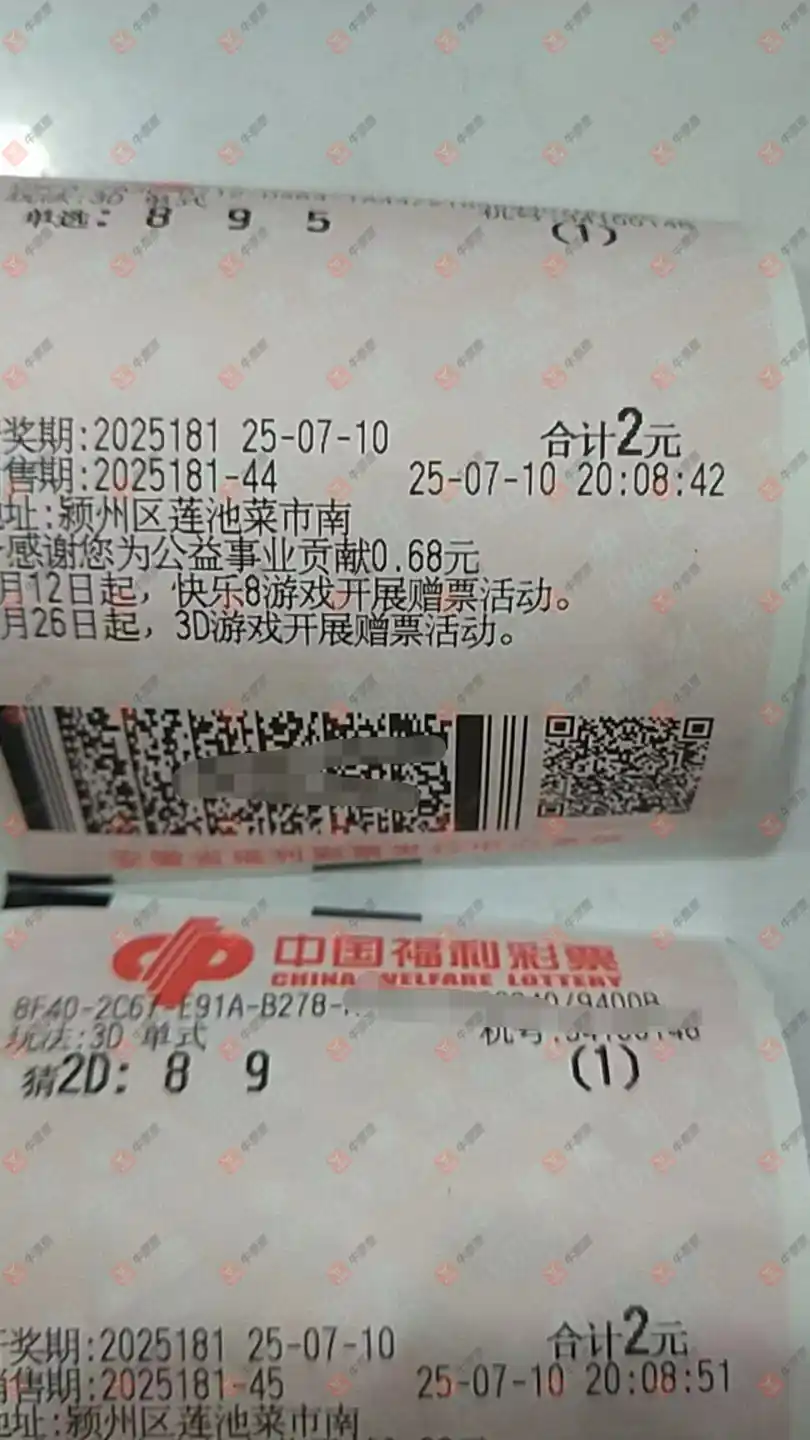 单选: 8 9 5 (1)
奖期:2025181 25-07-10 合计2元
售期:2025181-44 25-07-10 20:08:42
址:颍州区莲池菜市南
感谢您为公益事业贡献0.68元
月12日起，快乐8游戏开展赠票活动。
月26日起，3D游戏开展赠票活动。
中国福利彩票
CHINA WELFARE LOTTERY
8F40-2C67-E91A-B278-
玩法:3D 单式 机号:34160146
猜2D: 8 9 (1)
奖期:2025181 25-07-10 合计2元
销售期:2025181-45 25-07-10 20:08:51
地址:颍州区莲池菜市南